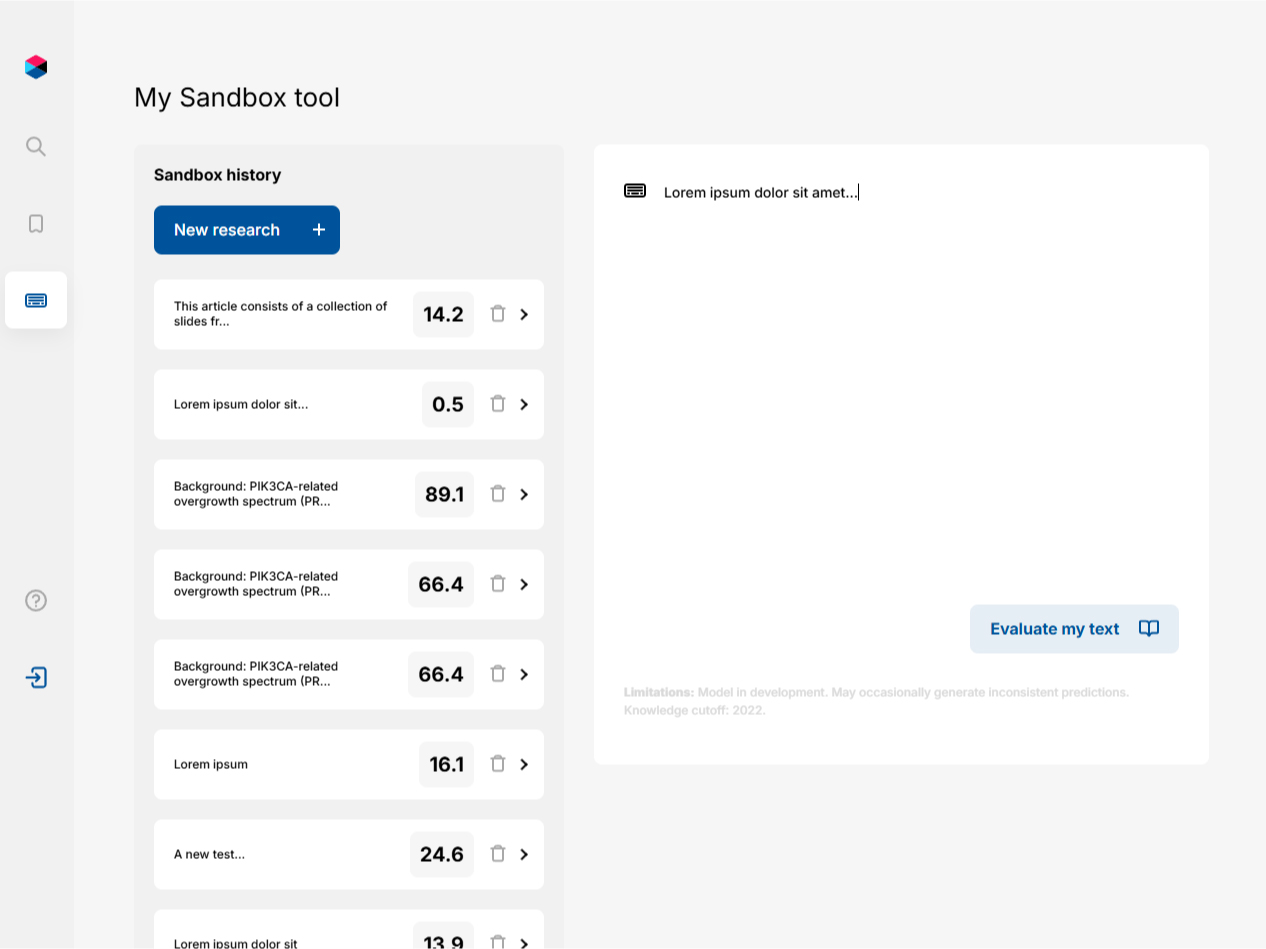 My Sandbox tool
Sandbox history
New research
This article consists of a collection of
slides fr...
14.2
Lorem ipsum dolor sit...
0.5
Background: PIK3CA-related
overgrowth spectrum (PR...
89.1
Background: PIK3CA-related
overgrowth spectrum (PR...
66.4
Background: PIK3CA-related
overgrowth spectrum (PR...
66.4
Lorem ipsum
16.1
A new test...
24.6
Lorem ipsum dolor sit
13.9
Lorem ipsum dolor sit amet...
Evaluate my text
Limitations: Model in development. May occasionally generate inconsistent predictions.
Knowledge cutoff: 2022.